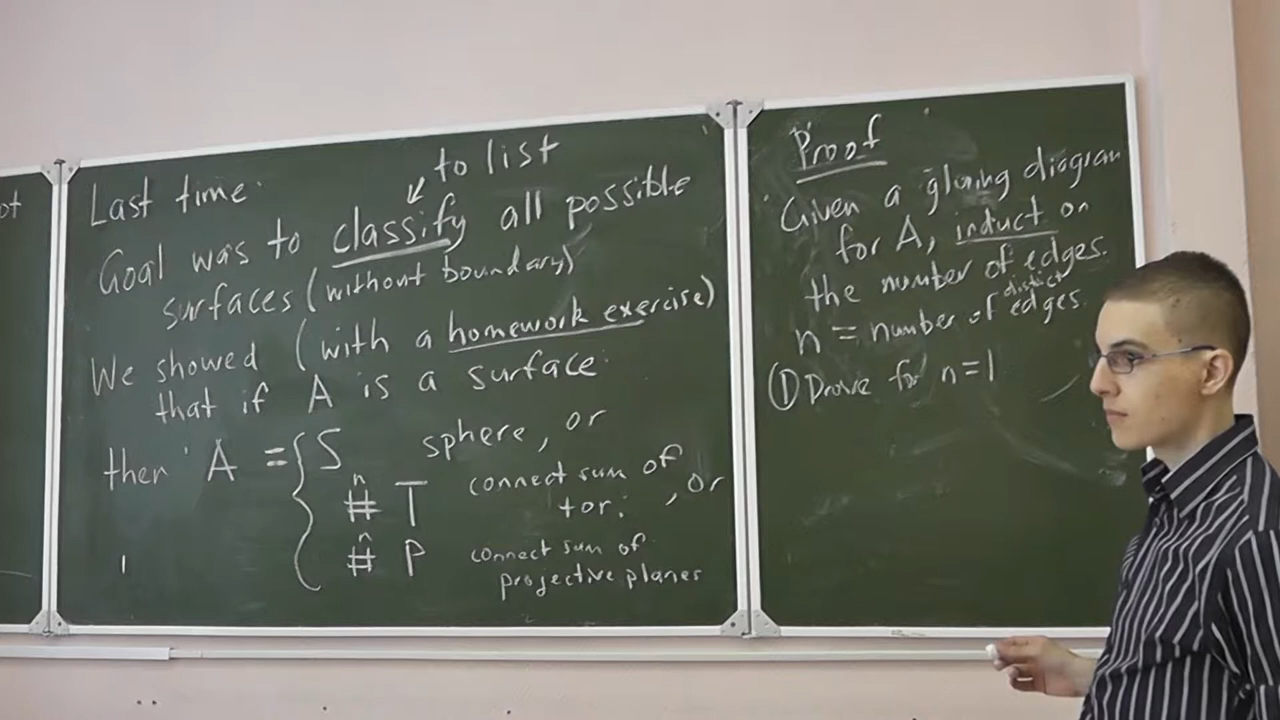 ot
Last time:
to list
Goal was to classify all possible
surfaces (without boundary)
We showed (with a homework exercise)
that if A is a surface
then A = { S sphere, or
n
# T connect sum of
tori, or
n
# P connect sum of
projective planes
Proof
Given a gluing diagram
for A, induct on
the number of edges.
distict
n = number of edges.
① Prove for n=1